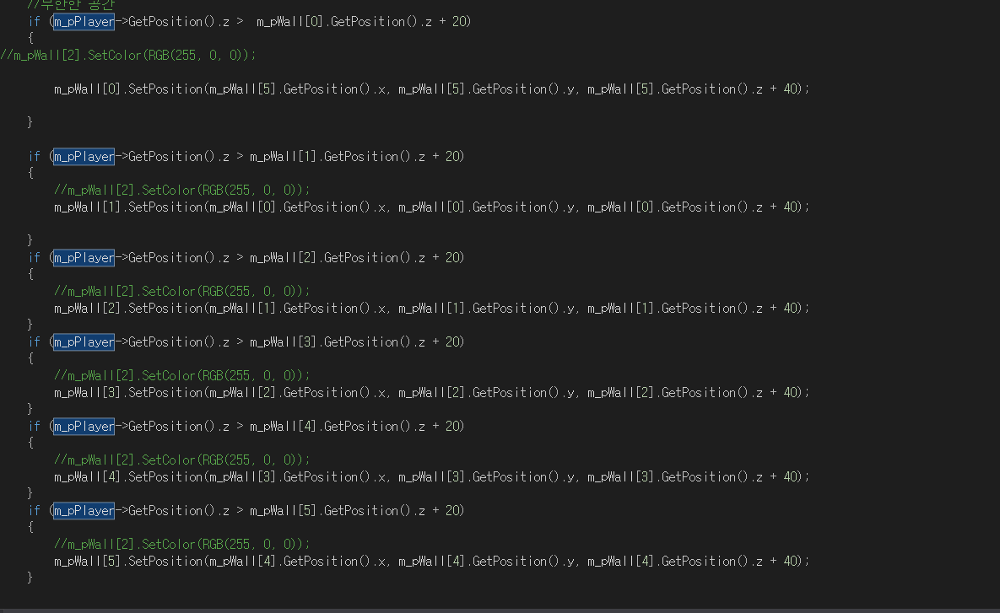 //무한한 공간
if (m_pPlayer->GetPosition().z >  m_pWall[0].GetPosition().z + 20)
{
//m_pWall[2].SetColor(RGB(255, 0, 0));
m_pWall[0].SetPosition(m_pWall[5].GetPosition().x, m_pWall[5].GetPosition().y, m_pWall[5].GetPosition().z + 40);
}
if (m_pPlayer->GetPosition().z > m_pWall[1].GetPosition().z + 20)
{
//m_pWall[2].SetColor(RGB(255, 0, 0));
m_pWall[1].SetPosition(m_pWall[0].GetPosition().x, m_pWall[0].GetPosition().y, m_pWall[0].GetPosition().z + 40);
}
if (m_pPlayer->GetPosition().z > m_pWall[2].GetPosition().z + 20)
{
//m_pWall[2].SetColor(RGB(255, 0, 0));
m_pWall[2].SetPosition(m_pWall[1].GetPosition().x, m_pWall[1].GetPosition().y, m_pWall[1].GetPosition().z + 40);
}
if (m_pPlayer->GetPosition().z > m_pWall[3].GetPosition().z + 20)
{
//m_pWall[2].SetColor(RGB(255, 0, 0));
m_pWall[3].SetPosition(m_pWall[2].GetPosition().x, m_pWall[2].GetPosition().y, m_pWall[2].GetPosition().z + 40);
}
if (m_pPlayer->GetPosition().z > m_pWall[4].GetPosition().z + 20)
{
//m_pWall[2].SetColor(RGB(255, 0, 0));
m_pWall[4].SetPosition(m_pWall[3].GetPosition().x, m_pWall[3].GetPosition().y, m_pWall[3].GetPosition().z + 40);
}
if (m_pPlayer->GetPosition().z > m_pWall[5].GetPosition().z + 20)
{
//m_pWall[2].SetColor(RGB(255, 0, 0));
m_pWall[5].SetPosition(m_pWall[4].GetPosition().x, m_pWall[4].GetPosition().y, m_pWall[4].GetPosition().z + 40);
}